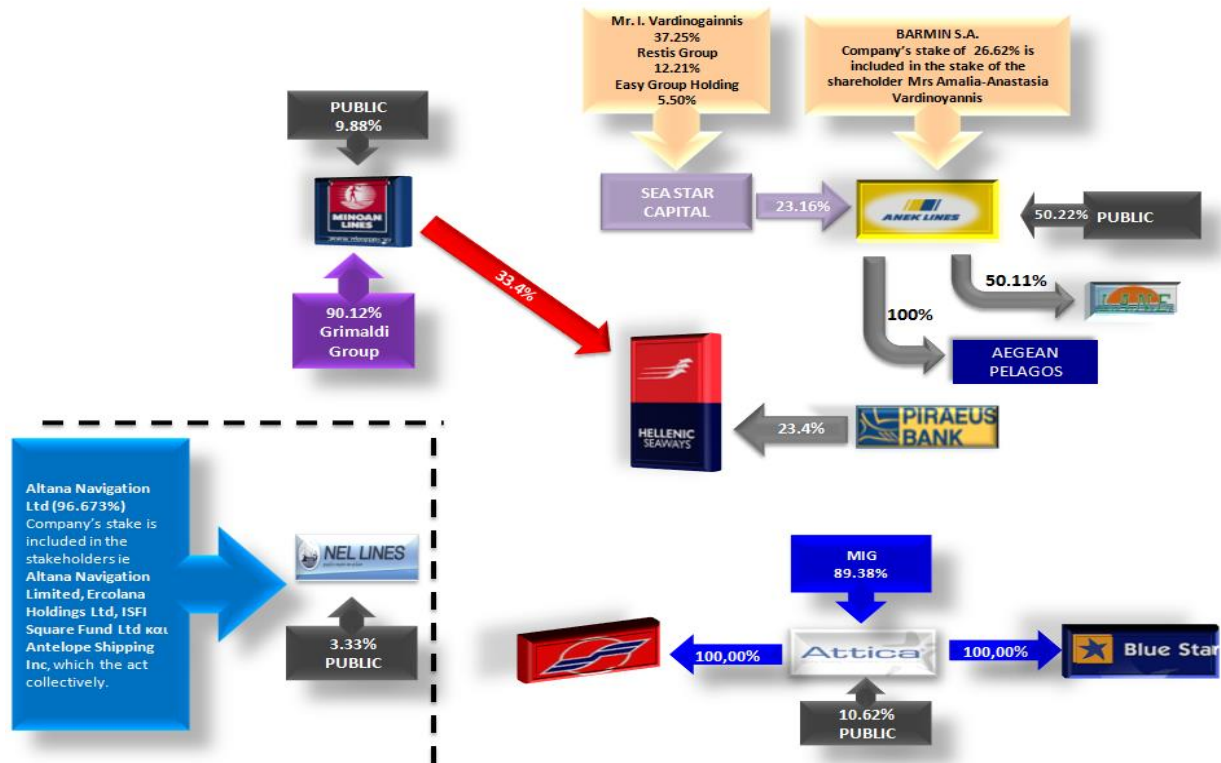 Mr. I. Vardinogainnis
37.25%
Restis Group
12.21%
Easy Group Holding
5.50%
BARMIN S.A.
Company's stake of 26.62% is
included in the stake of the
shareholder Mrs Amalia-Anastasia
Vardinoyannis
PUBLIC
9.88%
MINOAN
LINES
SEA STAR
CAPITAL
23.16%
ANEK LINES
50.22%
PUBLIC
33.4%
90.12%
Grimaldi
Group
50.11%
L.A.N.E
100%
AEGEAN
PELAGOS
HELLENIC
SEAWAYS
23.4%
PIRAEUS
BANK
Altana Navigation
Ltd (96.673%)
Company's stake is
included in the
stakeholders ie
Altana Navigation
Limited, Ercolana
Holdings Ltd, ISFI
Square Fund Ltd και
Antelope Shipping
Inc, which the act
collectively.
NEL LINES
3.33%
PUBLIC
MIG
89.38%
100,00%
Attica
100,00%
Blue Star
10.62%
PUBLIC